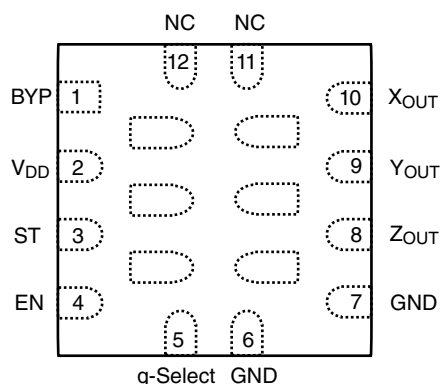 NC NC
12 11
BYP 1 10 XOUT
VDD 2 9 YOUT
ST 3 8 ZOUT
EN 4 7 GND
5 6
g-Select GND